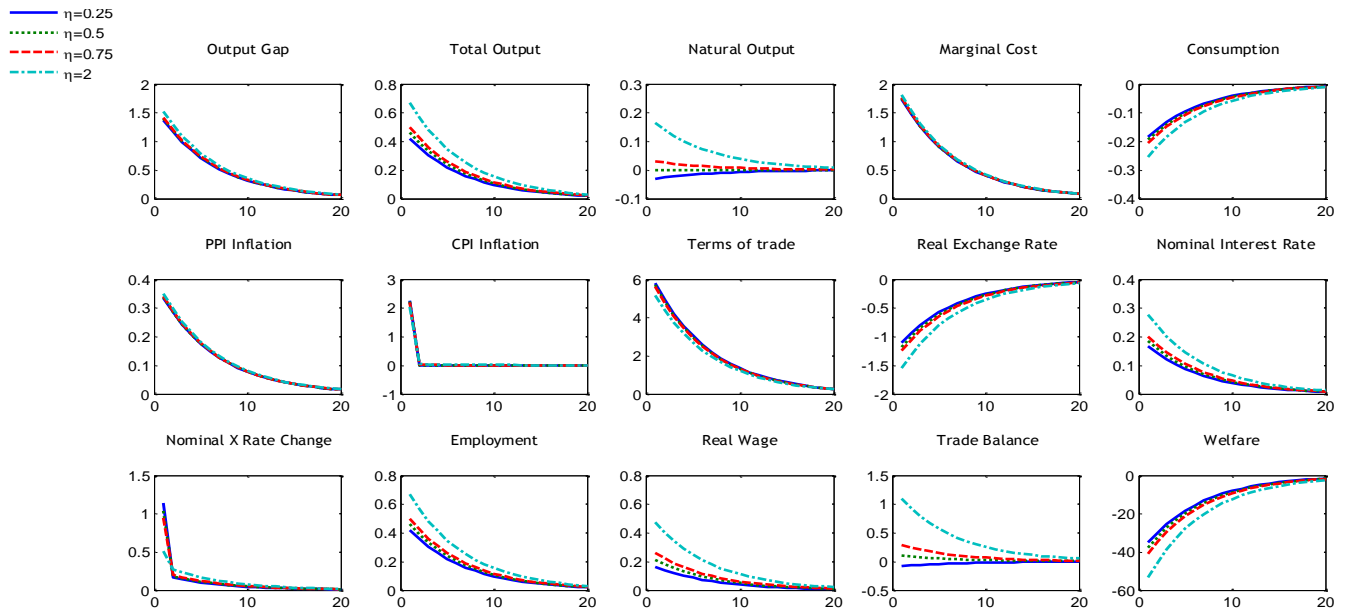 η=0.25
η=0.5
η=0.75
η=2
Output Gap
Total Output
Natural Output
Marginal Cost
Consumption
2
1.5
1
0.5
0
0 10 20
0.8
0.6
0.4
0.2
0
0 10 20
0.3
0.2
0.1
0
-0.1
0 10 20
2
1.5
1
0.5
0
0 10 20
0
-0.1
-0.2
-0.3
-0.4
0 10 20
PPI Inflation
CPI Inflation
Terms of trade
Real Exchange Rate
Nominal Interest Rate
0.4
0.3
0.2
0.1
0
0 10 20
3
2
1
0
-1
0 10 20
6
4
2
0
0 10 20
0
-0.5
-1
-1.5
-2
0 10 20
0.4
0.3
0.2
0.1
0
0 10 20
Nominal X Rate Change
Employment
Real Wage
Trade Balance
Welfare
1.5
1
0.5
0
0 10 20
0.8
0.6
0.4
0.2
0
0 10 20
0.8
0.6
0.4
0.2
0
0 10 20
1.5
1
0.5
0
-0.5
0 10 20
0
-20
-40
-60
0 10 20